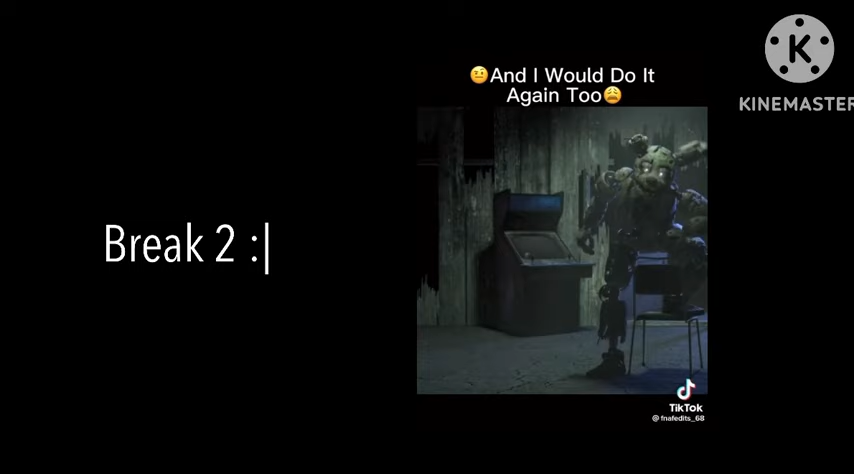 🤨And I Would Do It
Again Too😩
K
KINEMASTER
Break 2 :|
TikTok
@ fnafedits_68